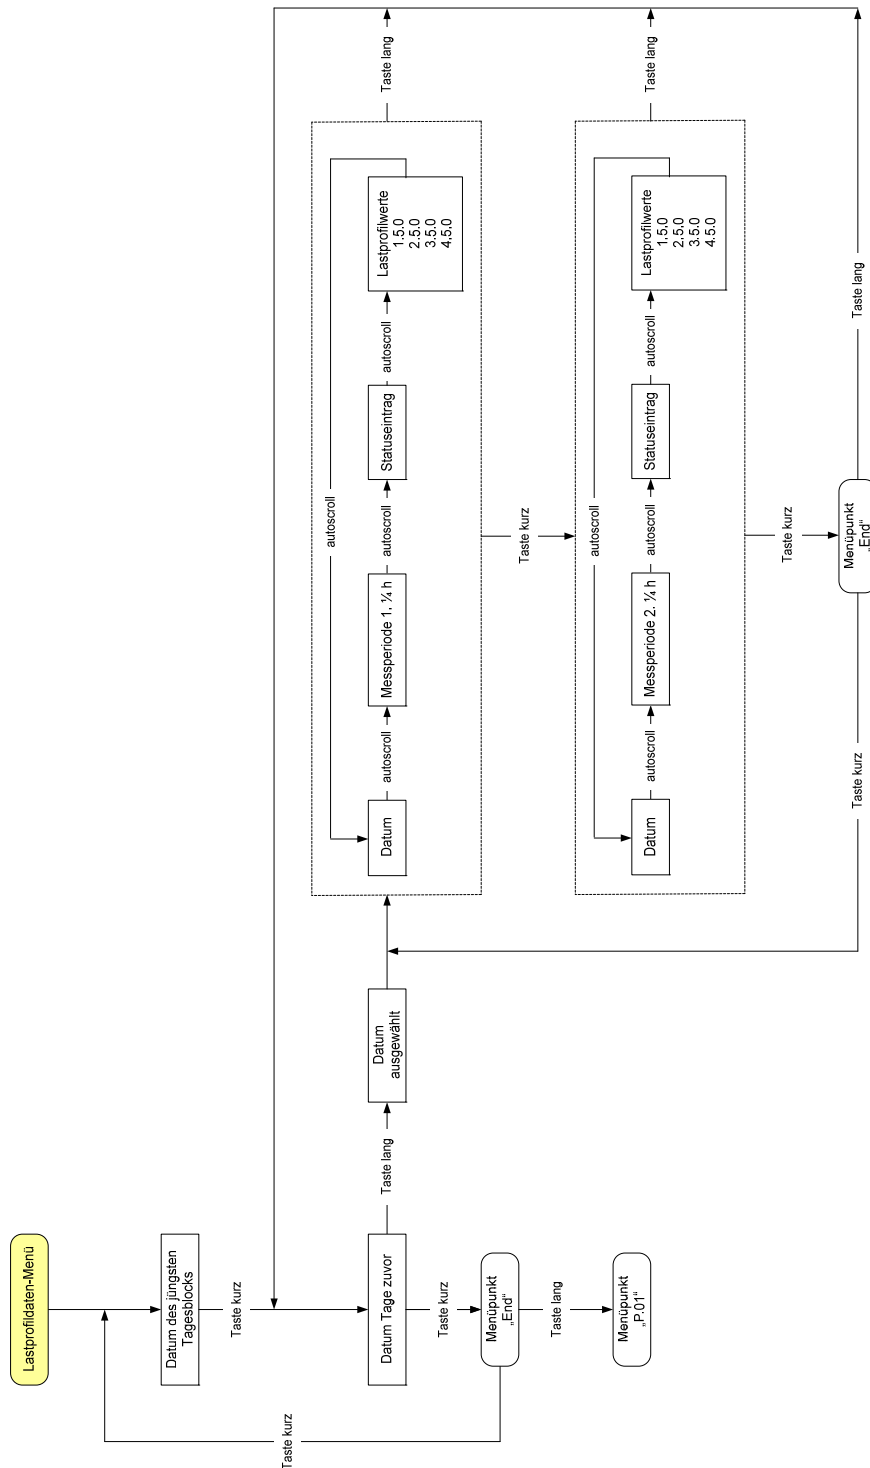 Lastprofildaten-Menü
Datum des jüngsten
Tagesblocks
Taste kurz
Datum Tage zuvor
Taste kurz
Menüpunkt
„End“
Taste kurz
Taste lang
Menüpunkt
„P.01“
Taste lang
Datum
ausgewählt
Datum
autoscroll
Messperiode 1. ¼ h
autoscroll
Statuseintrag
autoscroll
Lastprofilwerte
1.5.0
2.5.0
3.5.0
4.5.0
autoscroll
Taste lang
Taste kurz
Datum
autoscroll
Messperiode 2. ¼ h
autoscroll
Statuseintrag
autoscroll
Lastprofilwerte
1.5.0
2.5.0
3.5.0
4.5.0
autoscroll
Taste lang
Taste kurz
Menüpunkt
„End“
Taste kurz
Taste lang